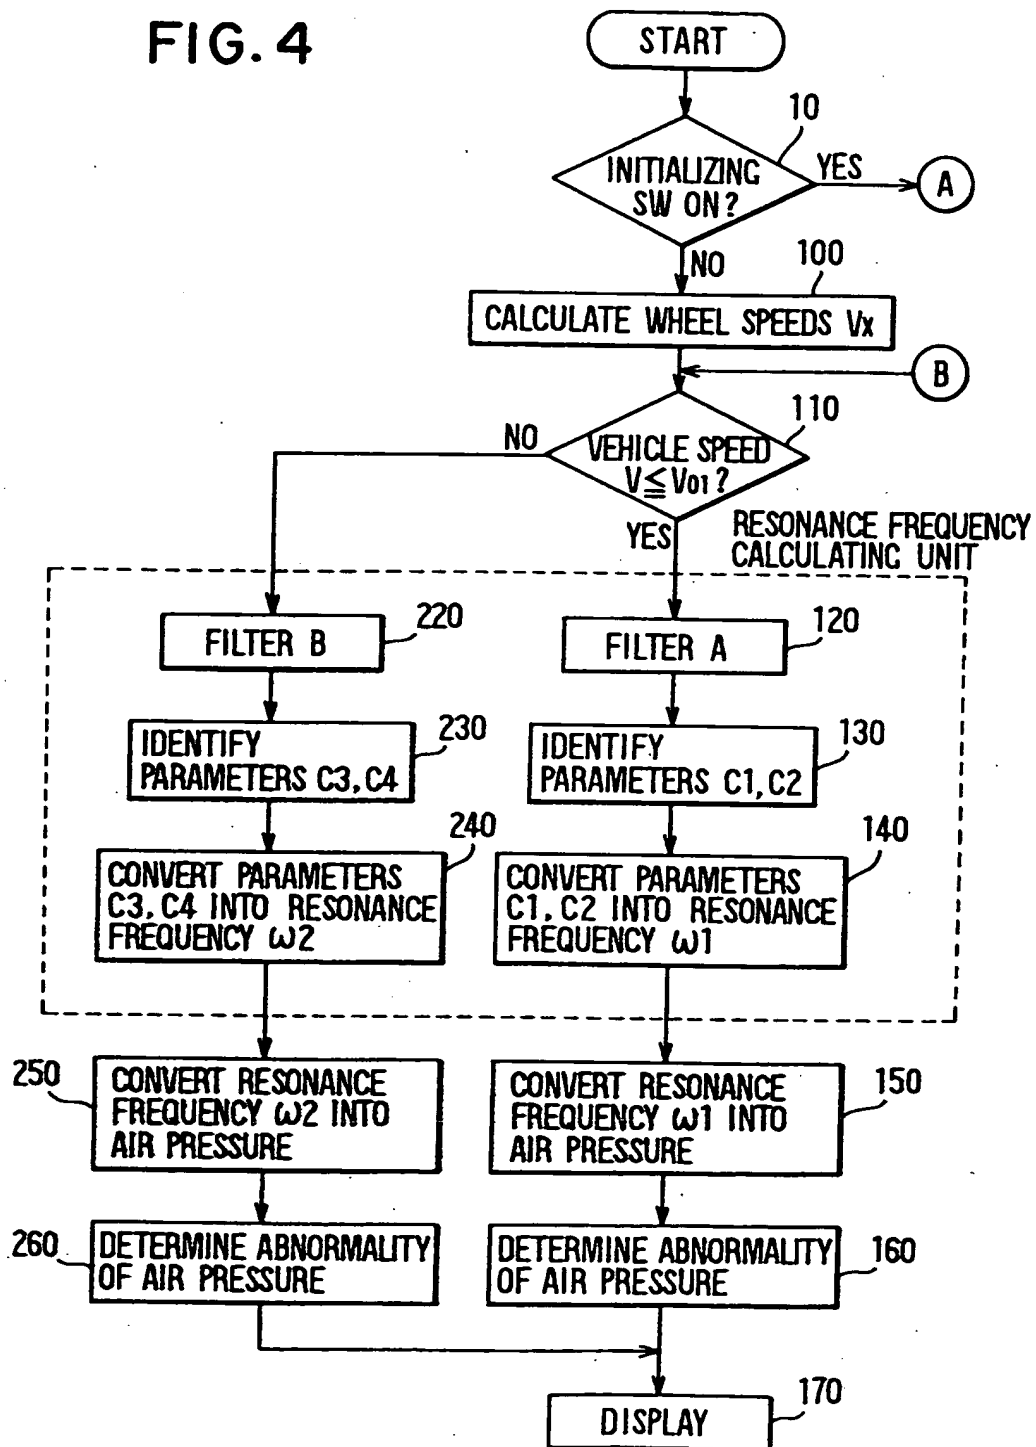 FIG. 4
START
10
INITIALIZING
SW ON?
YES
A
NO
100
CALCULATE WHEEL SPEEDS Vx
B
110
NO
VEHICLE SPEED
V≦V01?
YES
RESONANCE FREQUENCY
CALCULATING UNIT
220
FILTER B
120
FILTER A
230
IDENTIFY
PARAMETERS C3, C4
130
IDENTIFY
PARAMETERS C1, C2
240
CONVERT PARAMETERS
C3, C4 INTO RESONANCE
FREQUENCY ω2
140
CONVERT PARAMETERS
C1, C2 INTO RESONANCE
FREQUENCY ω1
250
CONVERT RESONANCE
FREQUENCY ω2 INTO
AIR PRESSURE
CONVERT RESONANCE
FREQUENCY ω1 INTO
AIR PRESSURE
150
260
DETERMINE ABNORMALITY
OF AIR PRESSURE
DETERMINE ABNORMALITY
OF AIR PRESSURE
160
170
DISPLAY